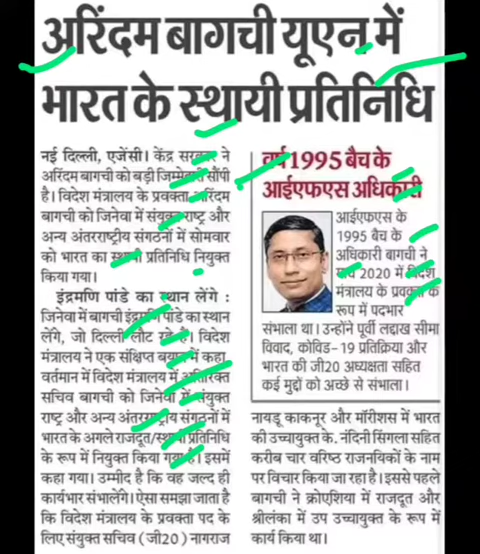 अरिंदम बागची यूएन में
भारत के स्थायी प्रतिनिधि
नई दिल्ली, एजेंसी। केंद्र सरकार ने
अरिंदम बागची को बड़ी जिम्मेदारी सौंपी
है। विदेश मंत्रालय के प्रवक्ता अरिंदम
बागची को जिनेवा में संयुक्त राष्ट्र और
अन्य अंतरराष्ट्रीय संगठनों में सोमवार
को भारत का स्थायी प्रतिनिधि नियुक्त
किया गया।
इंद्रमणि पांडे का स्थान लेंगे :
जिनेवा में बागची इंद्रमणि पांडे का स्थान
लेंगे, जो दिल्ली लौट रहे हैं। विदेश
मंत्रालय ने एक संक्षिप्त बयान में कहा,
वर्तमान में विदेश मंत्रालय में अतिरिक्त
सचिव बागची को जिनेवा में संयुक्त
राष्ट्र और अन्य अंतरराष्ट्रीय संगठनों में
भारत के अगले राजदूत/स्थायी प्रतिनिधि
के रूप में नियुक्त किया गया है। इसमें
कहा गया। उम्मीद है कि वह जल्द ही
कार्यभार संभालेंगे। ऐसा समझा जाता है
कि विदेश मंत्रालय के प्रवक्ता पद के
लिए संयुक्त सचिव (जी20) नागराज
वर्ष 1995 बैच के
आईएफएस अधिकारी
आईएफएस के
1995 बैच के
अधिकारी बागची ने
मार्च 2020 में विदेश
मंत्रालय के प्रवक्ता के
रूप में पदभार
संभाला था। उन्होंने पूर्वी लद्दाख सीमा
विवाद, कोविड-19 प्रतिक्रिया और
भारत की जी20 अध्यक्षता सहित
कई मुद्दों को अच्छे से संभाला।
नायडू काकनूर और मॉरीशस में भारत
की उच्चायुक्त के. नंदिनी सिंगला सहित
करीब चार वरिष्ठ राजनयिकों के नाम
पर विचार किया जा रहा है। इससे पहले
बागची ने क्रोएशिया में राजदूत और
श्रीलंका में उप उच्चायुक्त के रूप में
कार्य किया था।